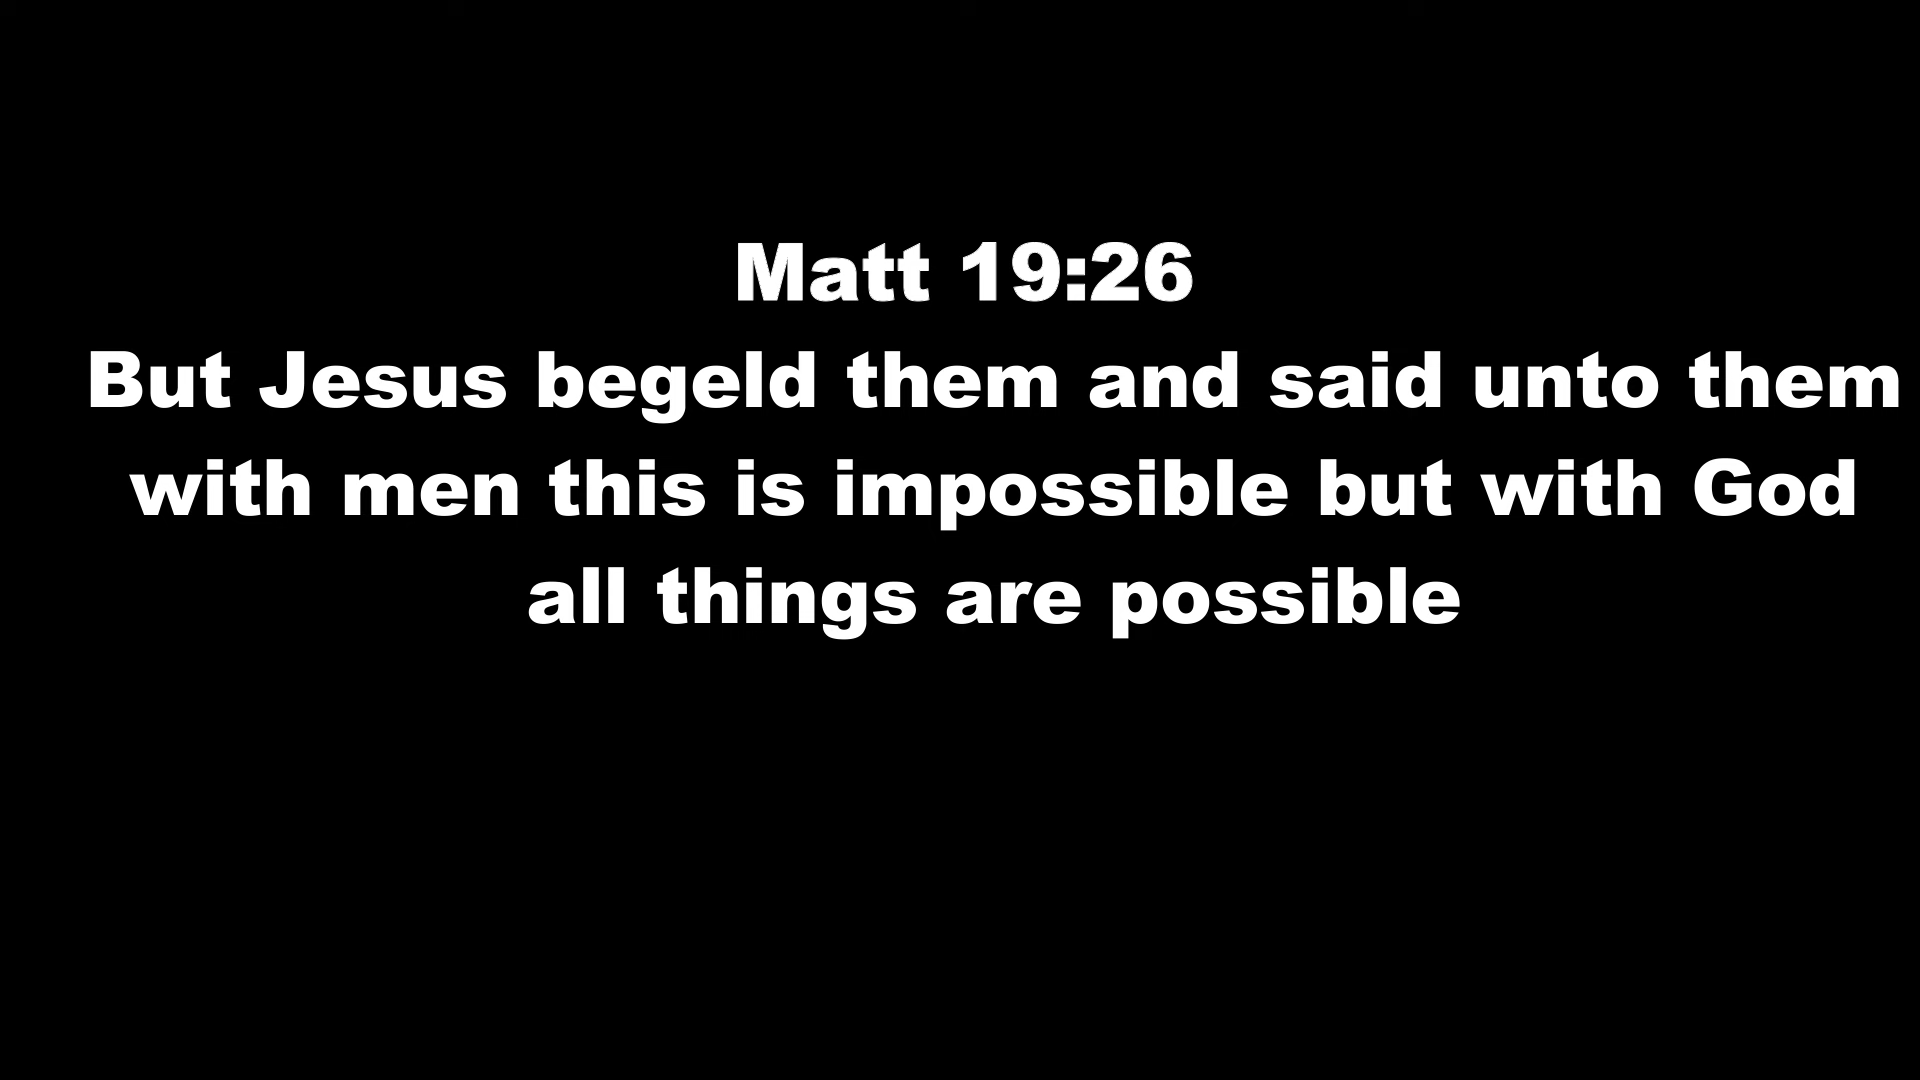 Matt 19:26
But Jesus begeld them and said unto them
with men this is impossible but with God
all things are possible